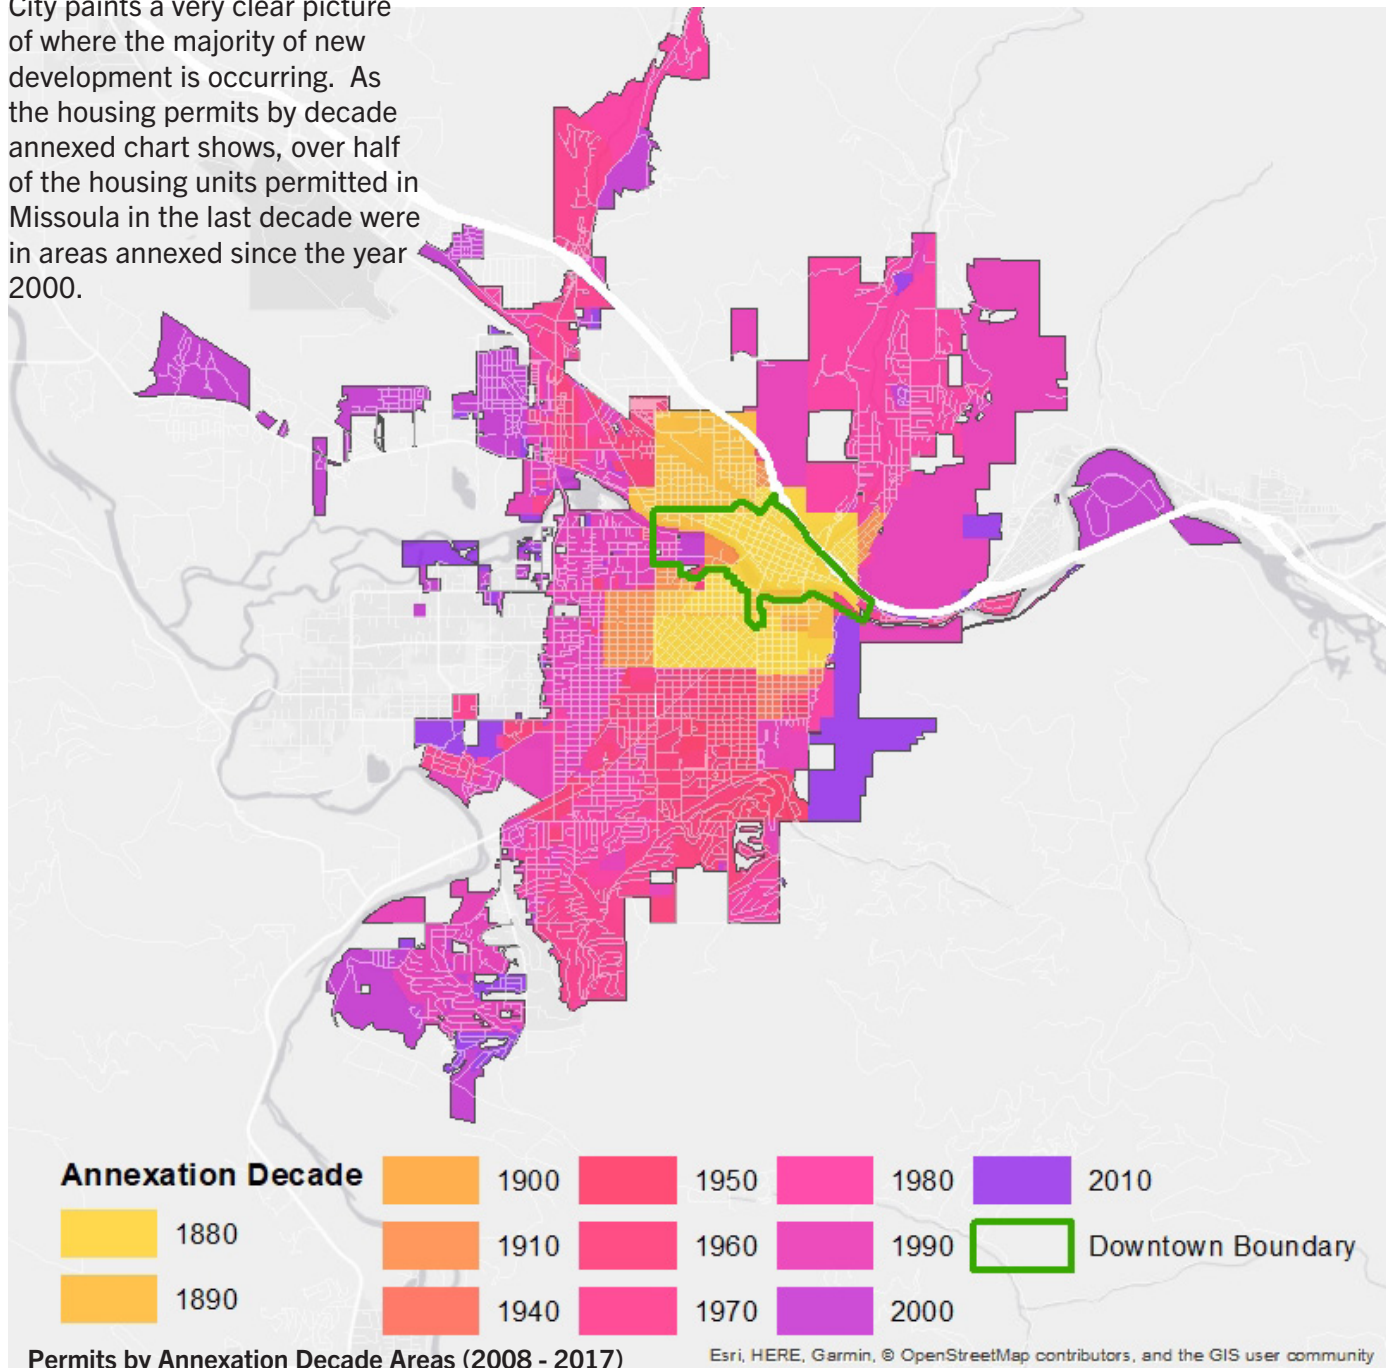 City paints a very clear picture
of where the majority of new
development is occurring. As
the housing permits by decade
annexed chart shows, over half
of the housing units permitted in
Missoula in the last decade were
in areas annexed since the year
2000.
Annexation Decade
1880
1890
1900
1910
1940
1950
1960
1970
1980
1990
2000
2010
Downtown Boundary
Permits by Annexation Decade Areas (2008 - 2017)
Esri, HERE, Garmin, © OpenStreetMap contributors, and the GIS user community